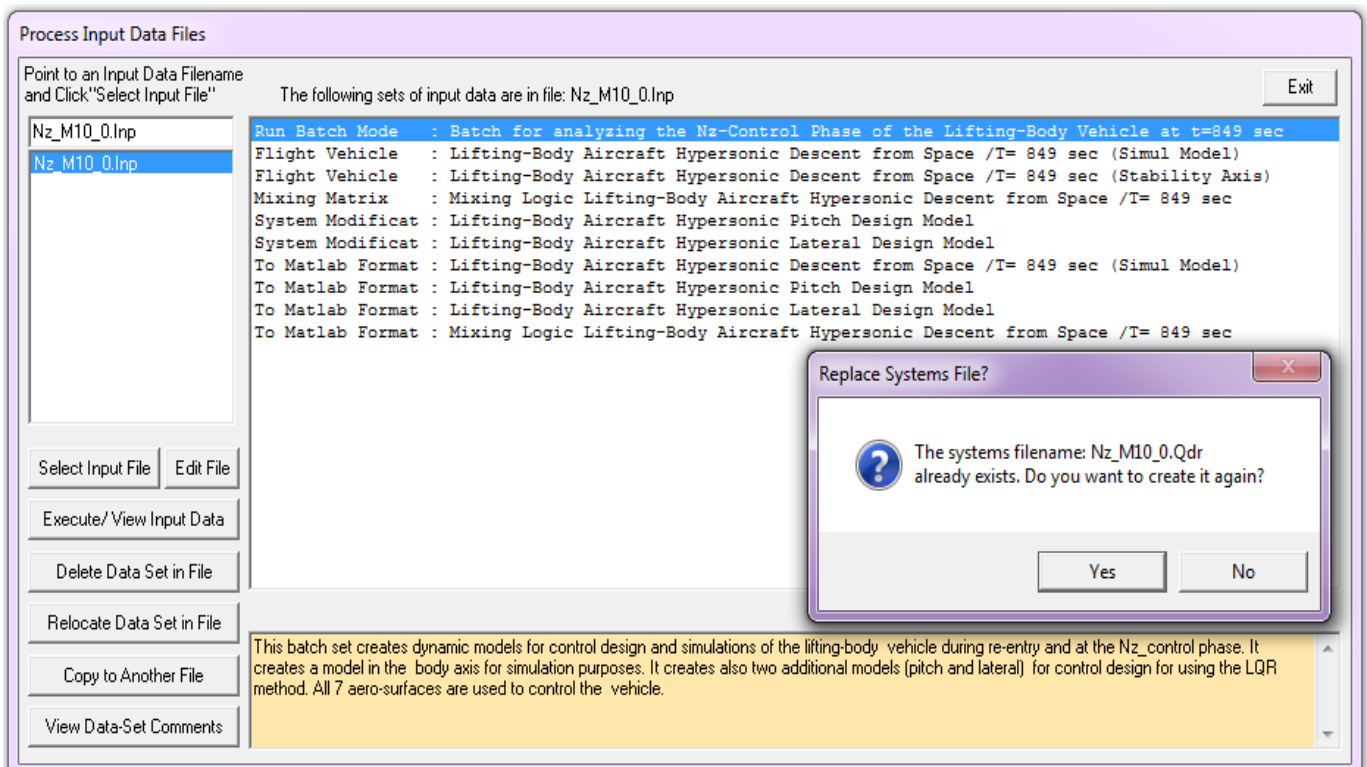 Process Input Data Files
Point to an Input Data Filename
and Click"Select Input File"
The following sets of input data are in file: Nz_M10_0.Inp
Exit
Nz_M10_0.Inp
Nz_M10_0.Inp
Run Batch Mode : Batch for analyzing the Nz-Control Phase of the Lifting-Body Vehicle at t=849 sec
Flight Vehicle : Lifting-Body Aircraft Hypersonic Descent from Space /T= 849 sec (Simul Model)
Flight Vehicle : Lifting-Body Aircraft Hypersonic Descent from Space /T= 849 sec (Stability Axis)
Mixing Matrix : Mixing Logic Lifting-Body Aircraft Hypersonic Descent from Space /T= 849 sec
System Modificat : Lifting-Body Aircraft Hypersonic Pitch Design Model
System Modificat : Lifting-Body Aircraft Hypersonic Lateral Design Model
To Matlab Format : Lifting-Body Aircraft Hypersonic Descent from Space /T= 849 sec (Simul Model)
To Matlab Format : Lifting-Body Aircraft Hypersonic Pitch Design Model
To Matlab Format : Lifting-Body Aircraft Hypersonic Lateral Design Model
To Matlab Format : Mixing Logic Lifting-Body Aircraft Hypersonic Descent from Space /T= 849 sec
Replace Systems File?
The systems filename: Nz_M10_0.Qdr
already exists. Do you want to create it again?
Yes
No
Select Input File
Edit File
Execute/ View Input Data
Delete Data Set in File
Relocate Data Set in File
Copy to Another File
View Data-Set Comments
This batch set creates dynamic models for control design and simulations of the lifting-body vehicle during re-entry and at the Nz_control phase. It
creates a model in the body axis for simulation purposes. It creates also two additional models (pitch and lateral) for control design for using the LQR
method. All 7 aero-surfaces are used to control the vehicle.